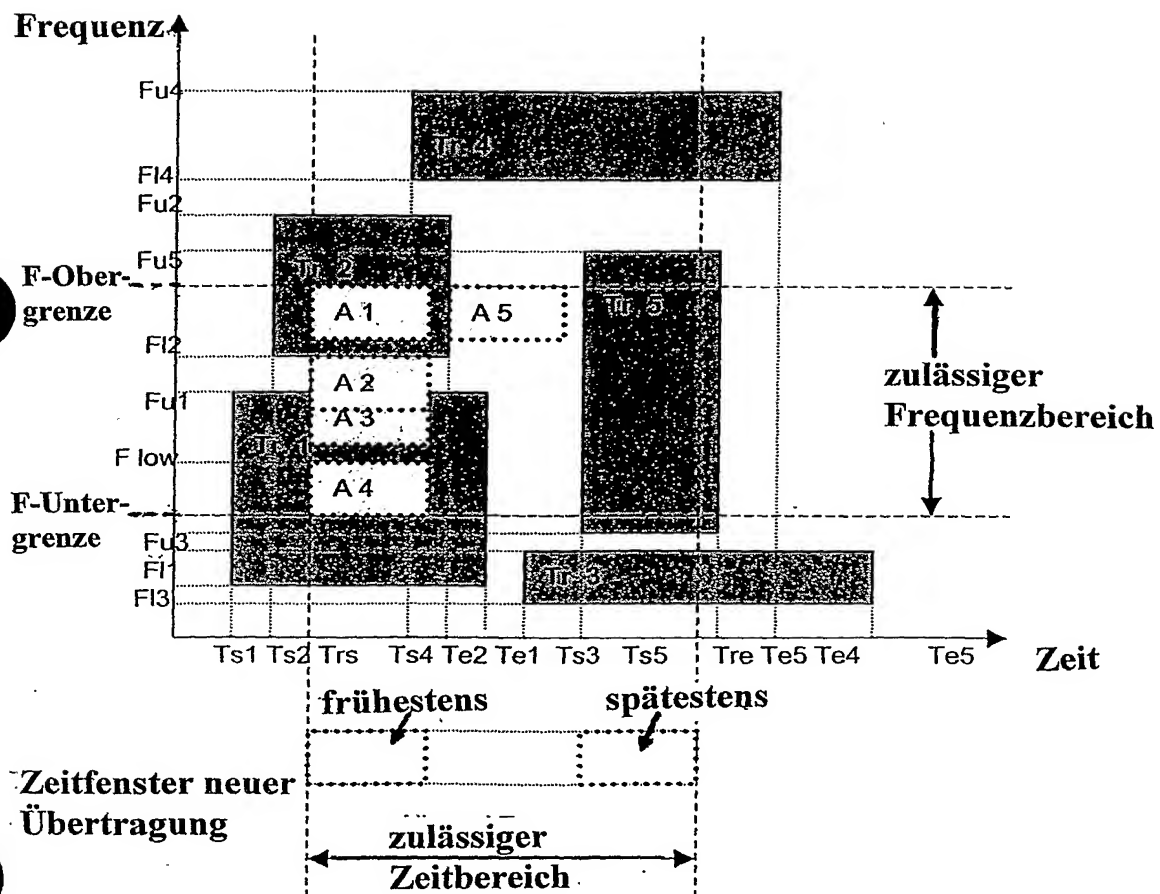 Frequenz
Fu4
Tr 4
Fl4
Fu2
Fu5
Tr 2
F-Ober-
grenze
A 1
A 5
Tr 5
Fl2
A 2
zulässiger
Frequenzbereich
Fu1
A 3
Tr 1
F low
A 4
F-Unter-
grenze
Fu3
Fl1
Tr 3
Fl3
Ts1 Ts2 Trs Ts4 Te2 Te1 Ts3 Ts5 Tre Te5 Te4 Te5
Zeit
frühestens
spätestens
Zeitfenster neuer
Übertragung
zulässiger
Zeitbereich